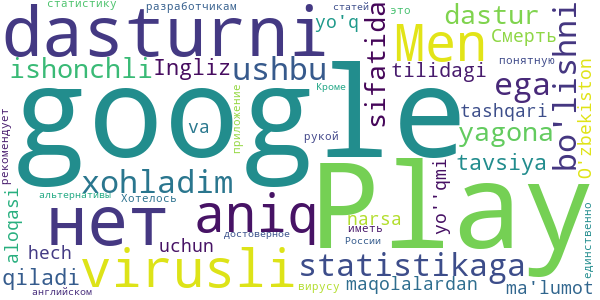 статистику
разработчикам
статей
это
dasturni
yo'q
sifatida
Men
dastur
Смерть
bo'lishni
ishonchli
Ingliz
ushbu
tilidagi
понятную
O'zbekiston
google
Кроме
ega
рекомендует
va
приложение
рукой
tashqari
yagona
Play
xohladim
tavsiya
yo''qmi
альтернативы
Хотелось
aloqasi
нет
aniq
narsa
иметь
единственно
hech
uchun
достоверное
России
statistikaga
qiladi
virusli
вирусу
maqolalardan
ma'lumot
английском